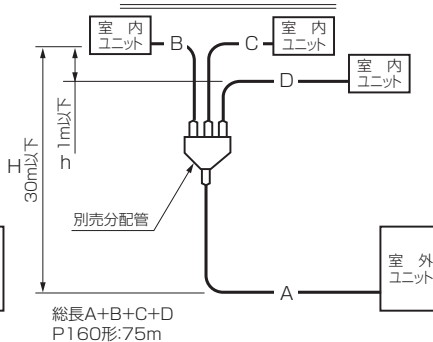 室 内
ユニット
B
室 内
ユニット
C
室 内
ユニット
D
H
30m以下
1m以下
h
別売分配管
A
室 外
ユニット
総長A+B+C+D
P160形:75m